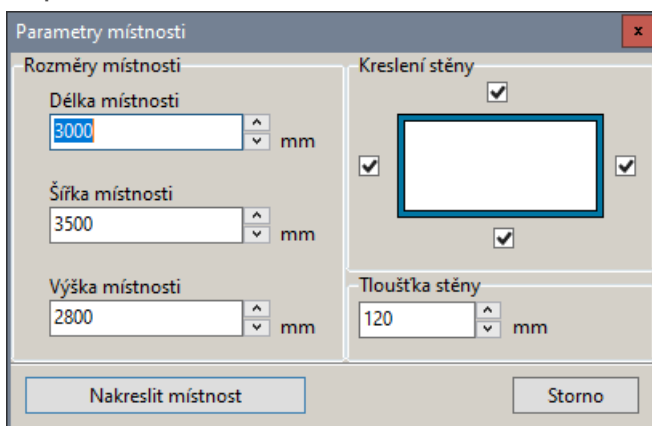 Parametry místnosti
x
Rozměry místnosti
Délka místnosti
3000
mm
Šířka místnosti
3500
mm
Výška místnosti
2800
mm
Kreslení stěny
Tloušťka stěny
120
mm
Nakreslit místnost
Storno